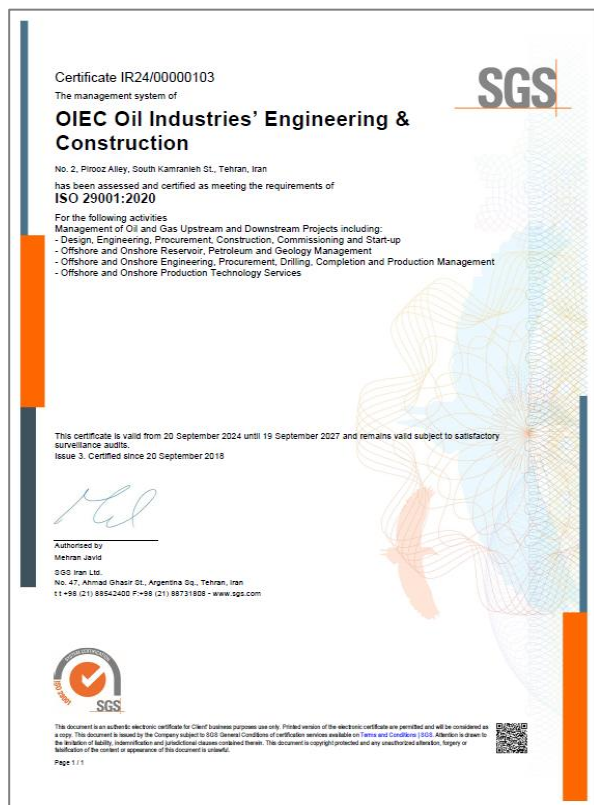 SGS
Certificate IR24/00000103
The management system of
OIEC Oil Industries' Engineering &
Construction
No. 2, Pirooz Alley, South Kamranieh St., Tehran, Iran
has been assessed and certified as meeting the requirements of
ISO 29001:2020
For the following activities
Management of Oil and Gas Upstream and Downstream Projects including:
- Design, Engineering, Procurement, Construction, Commissioning and Start-up
- Offshore and Onshore Reservoir, Petroleum and Geology Management
- Offshore and Onshore Engineering, Procurement, Drilling, Completion and Production Management
- Offshore and Onshore Production Technology Services
This certificate is valid from 20 September 2024 until 19 September 2027 and remains valid subject to satisfactory
surveillance audits.
Issue 3. Certified since 20 September 2018
Authorised by
Mehran Javid
SGS Iran Ltd.
No. 47, Ahmad Ghasir St., Argentina Sq., Tehran, Iran
t t +98 (21) 88542400 F:+98 (21) 88731808 - www.sgs.com
SYSTEM CERTIFICATION
ISO 29001
SGS
This document is an authentic electronic certificate for Client' business purposes use only. Printed version of the electronic certificate are permitted and will be considered as
a copy. This document is issued by the Company subject to SGS General Conditions of certification services available on Terms and Conditions | SGS. Attention is drawn to
the limitation of liability, indemnification and jurisdictional clauses contained therein. This document is copyright protected and any unauthorized alteration, forgery or
falsification of the content or appearance of this document is unlawful.
Page 1 / 1